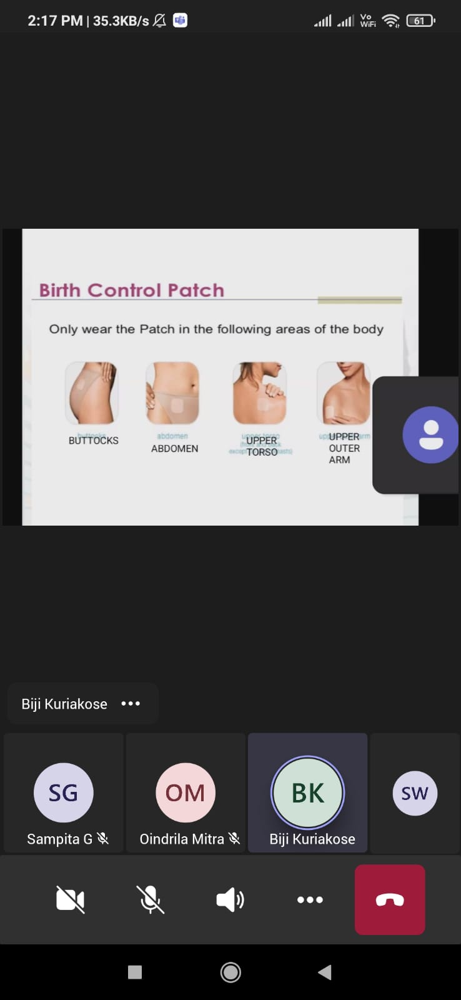 2:17 PM | 35.3KB/s
Vo
WiFi
61
Birth Control Patch
Only wear the Patch in the following areas of the body
buttocks
BUTTOCKS
abdomen
ABDOMEN
upper torso
UPPER
TORSO
UPPER
OUTER
ARM
Biji Kuriakose
SG
OM
BK
SW
Sampita G
Oindrila Mitra
Biji Kuriakose